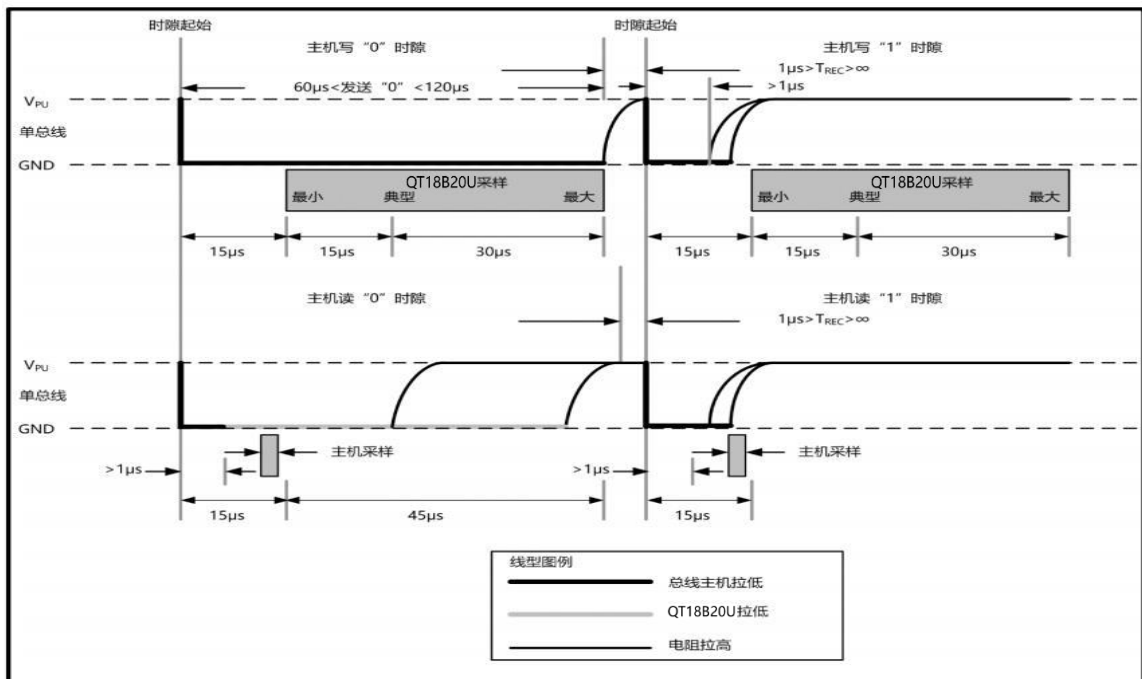 时隙起始
时隙起始
主机写“0”时隙
主机写“1”时隙
1μs>TREC>∞
60μs<发送“0”<120μs
>1μs
VPU
单总线
GND
QT18B20U采样
最小 典型 最大
QT18B20U采样
最小 典型 最大
15μs 15μs 30μs 15μs 15μs 30μs
主机读“0”时隙
主机读“1”时隙
1μs>TREC>∞
VPU
单总线
GND
主机采样
主机采样
>1μs
>1μs
15μs 45μs 15μs
线型图例
总线主机拉低
QT18B20U拉低
电阻拉高